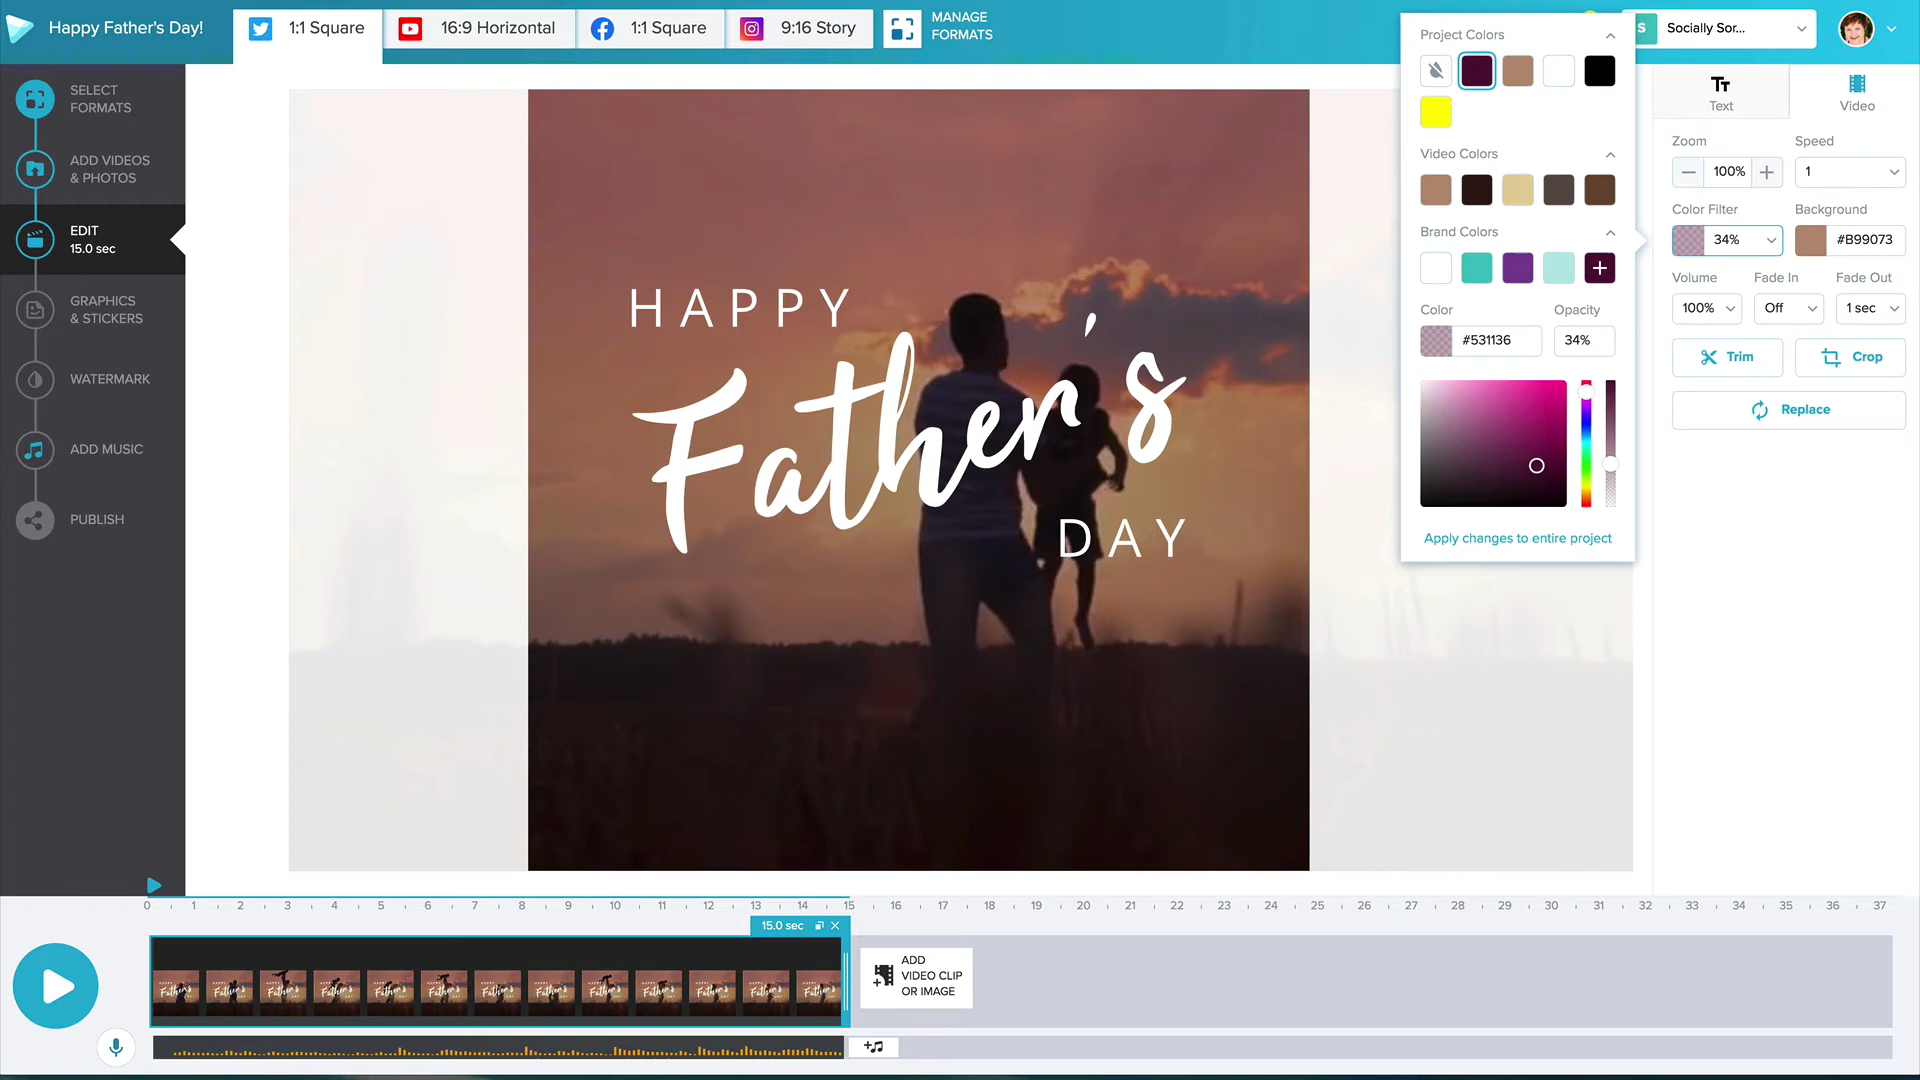 Happy Father's Day!
1:1 Square
16:9 Horizontal
1:1 Square
9:16 Story
MANAGE
FORMATS
S
Socially Sor...
SELECT
FORMATS
ADD VIDEOS
& PHOTOS
EDIT
15.0 sec
GRAPHICS
& STICKERS
WATERMARK
ADD MUSIC
PUBLISH
HAPPY
Father's
DAY
Project Colors
Video Colors
Brand Colors
Color
Opacity
#531136
34%
Apply changes to entire project
Text
Video
Zoom
Speed
100%
1
Color Filter
Background
34%
#B99073
Volume
Fade In
Fade Out
100%
Off
1 sec
Trim
Crop
Replace
0 1 2 3 4 5 6 7 8 9 10 11 12 13 14 15 16 17 18 19 20 21 22 23 24 25 26 27 28 29 30 31 32 33 34 35 36 37
15.0 sec
ADD
VIDEO CLIP
OR IMAGE